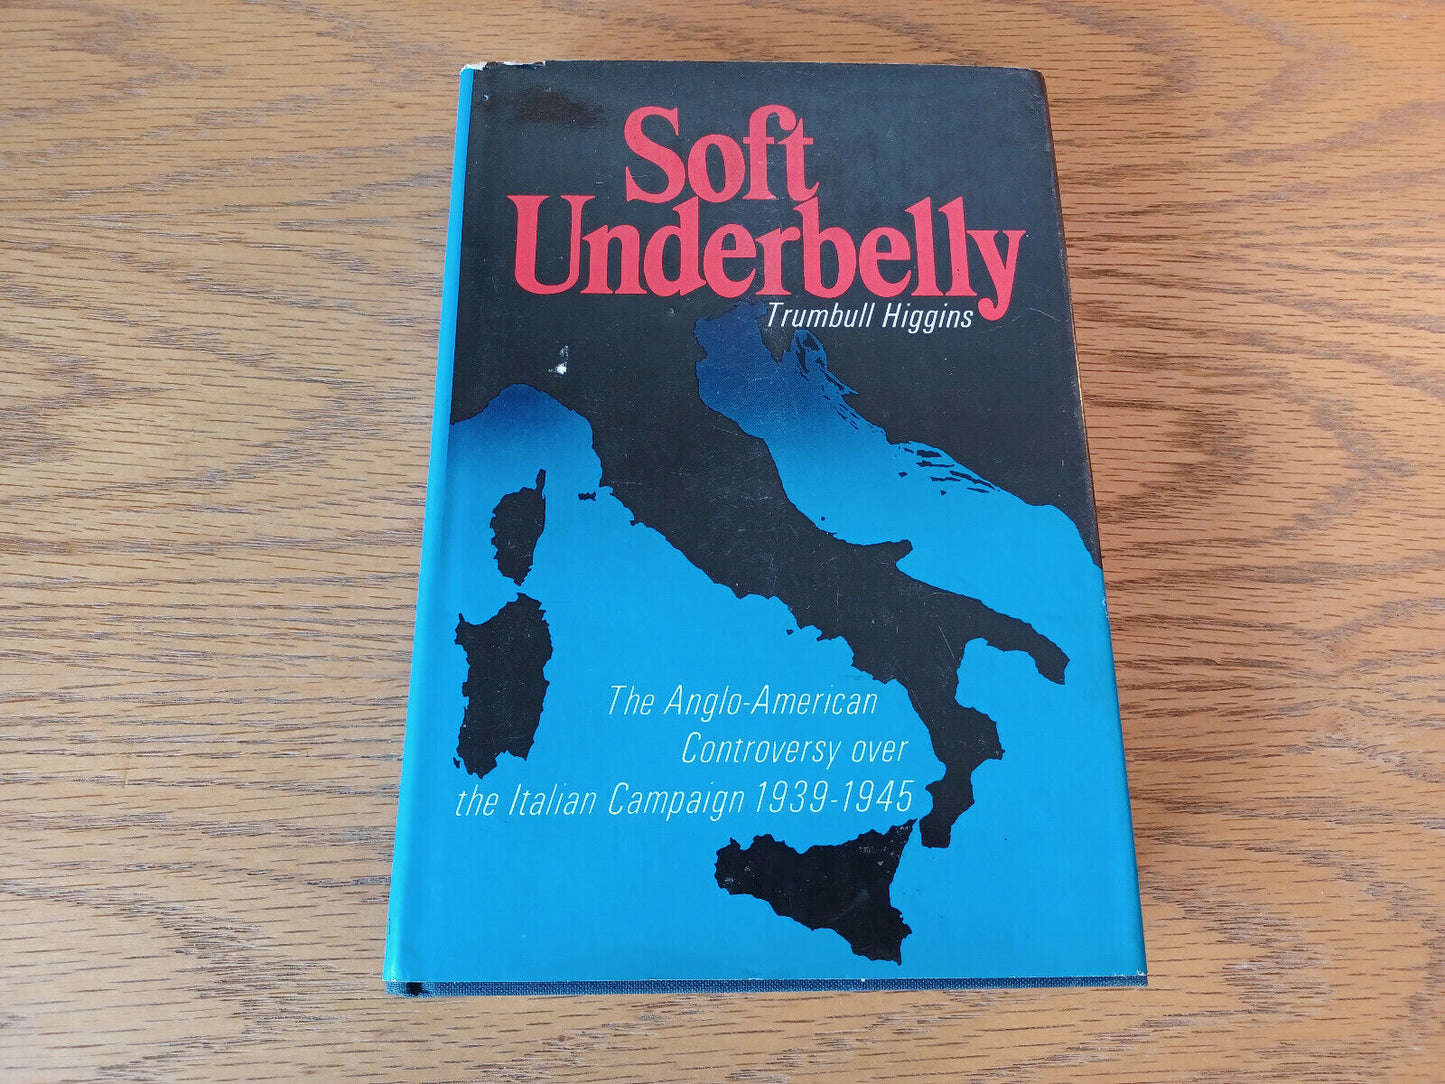 Soft
Underbelly
Trumbull Higgins
The Anglo-American
Controversy over
the Italian Campaign 1939-1945